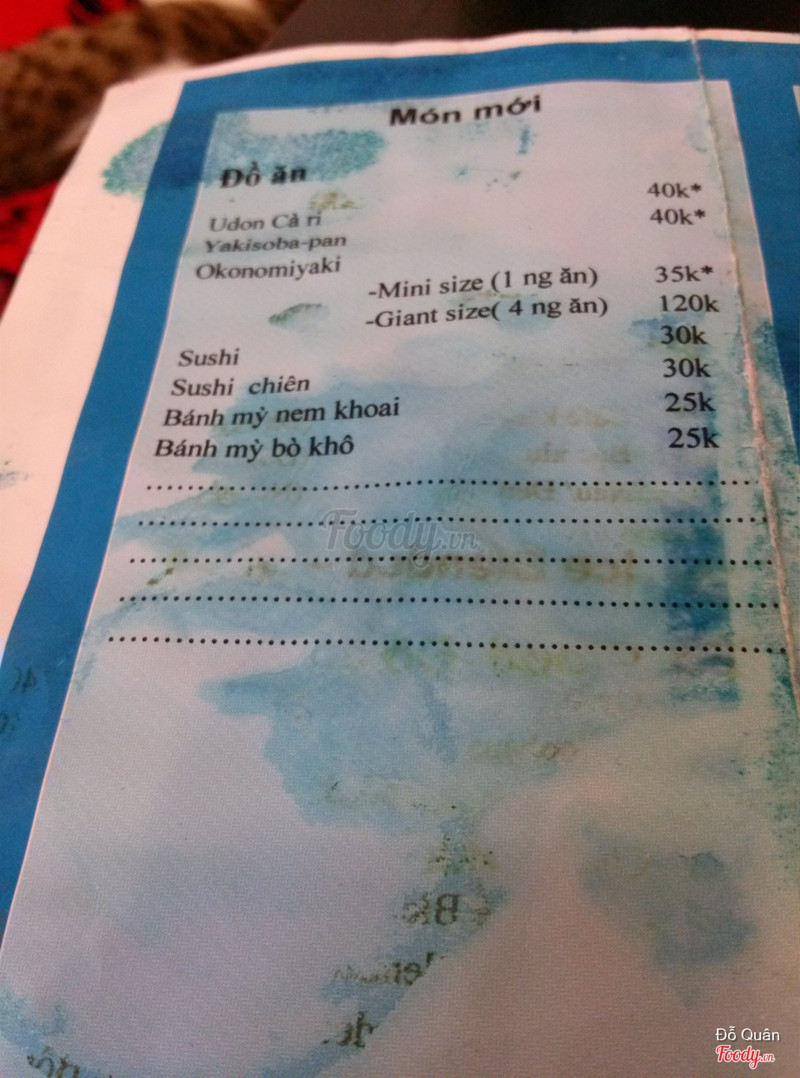 Món mới
Đồ ăn
Udon Cà ri 40k*
Yakisoba-pan 40k*
Okonomiyaki
-Mini size (1 ng ăn) 35k*
-Giant size( 4 ng ăn) 120k
Sushi 30k
Sushi chiên 30k
Bánh mỳ nem khoai 25k
Bánh mỳ bò khô 25k
Foody.vn
Đỗ Quân
Foody.vn